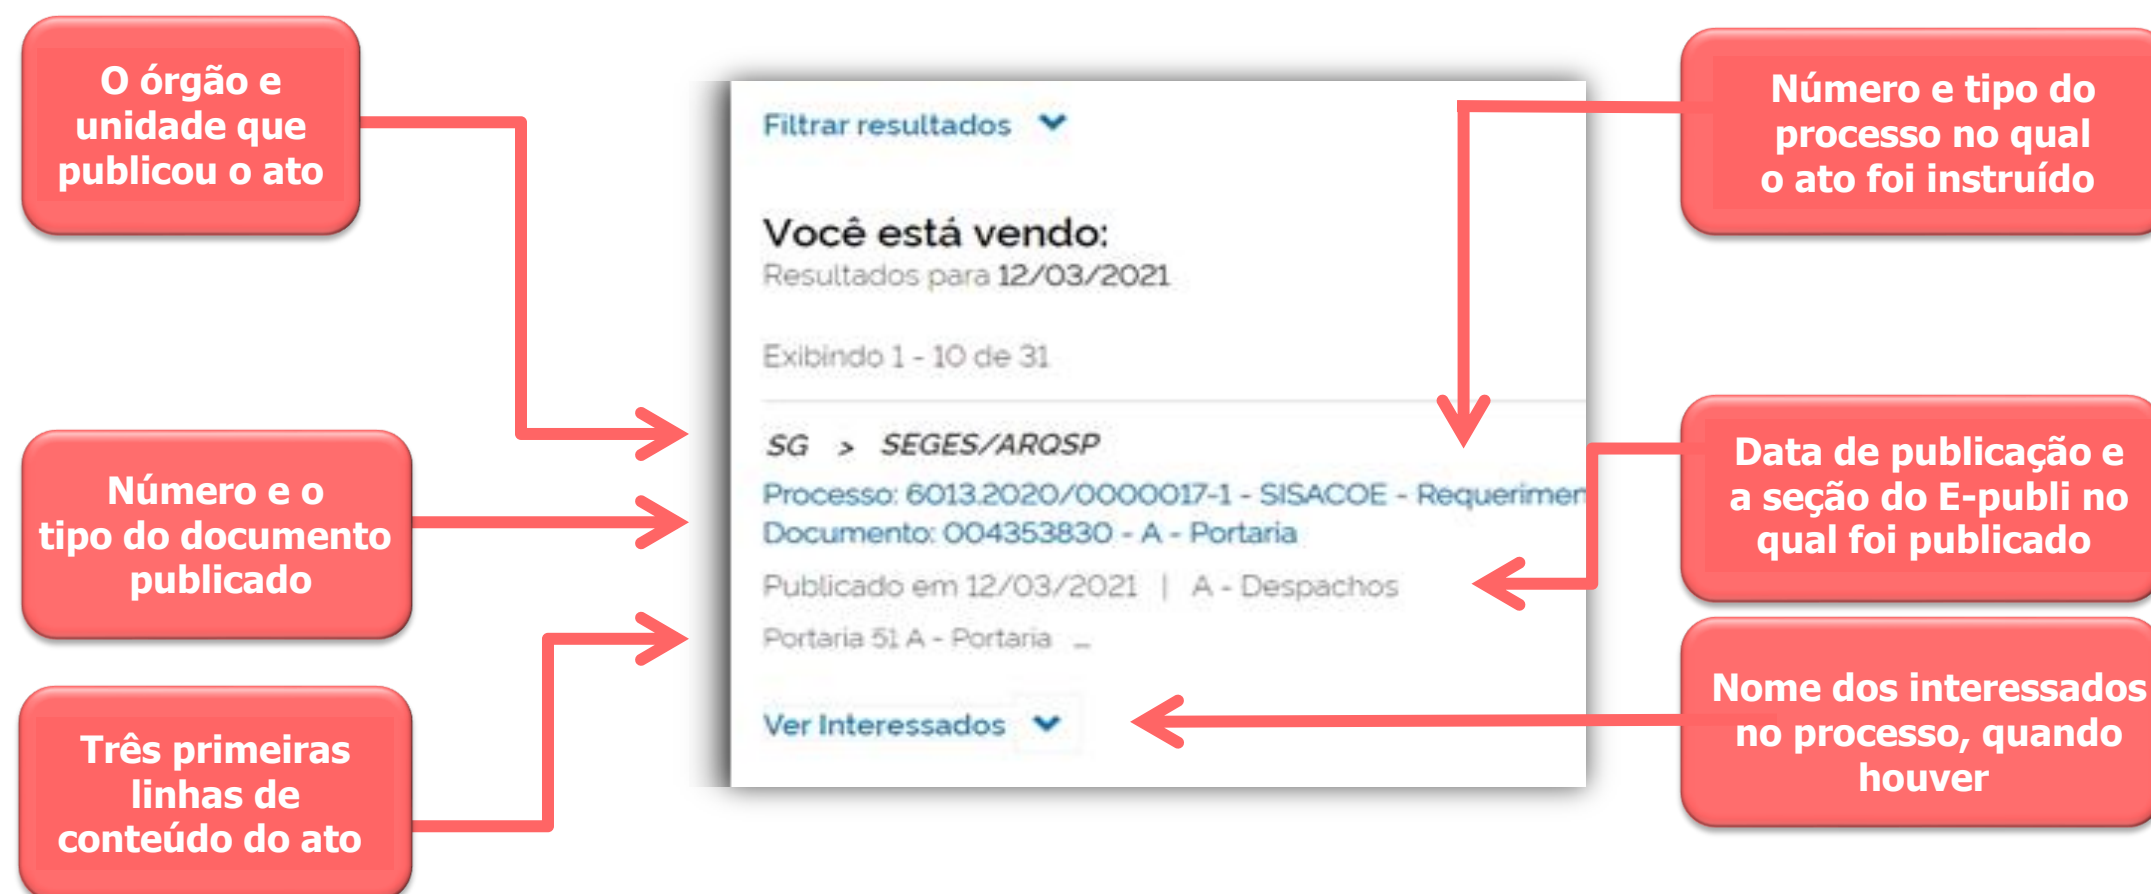 O órgão e
unidade que
publicou o ato
Número e o
tipo do documento
publicado
Três primeiras
linhas de
conteúdo do ato
Filtrar resultados
Você está vendo:
Resultados para 12/03/2021
Exibindo 1 - 10 de 31
SG > SEGES/ARQSP
Processo: 6013.2020/0000017-1 - SISACOE - Requerimen
Documento: 004353830 - A - Portaria
Publicado em 12/03/2021 | A - Despachos
Portaria 51 A - Portaria ...
Ver Interessados
Número e tipo do
processo no qual
o ato foi instruído
Data de publicação e
a seção do E-publi no
qual foi publicado
Nome dos interessados
no processo, quando
houver